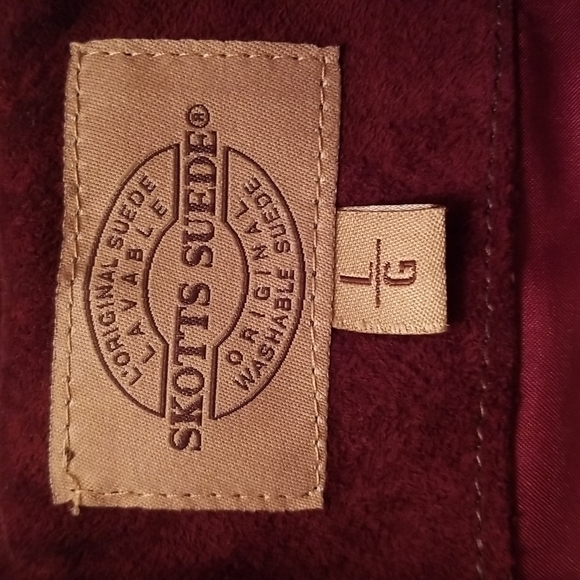 L'ORIGINAL SUEDE
LAVABLE
SKOTTS SUEDE®
ORIGINAL
WASHABLE SUEDE
L
G